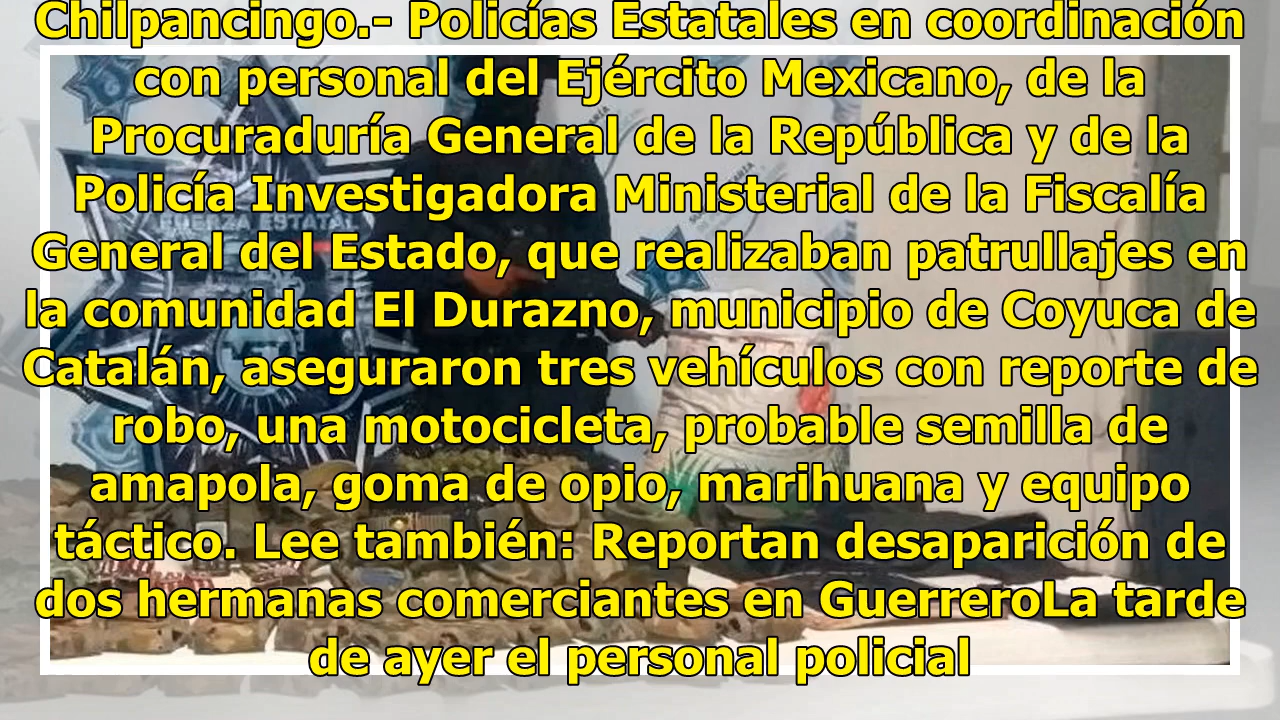 Chilpancingo.- Policías Estatales en coordinación
con personal del Ejército Mexicano, de la
Procuraduría General de la República y de la
Policía Investigadora Ministerial de la Fiscalía
General del Estado, que realizaban patrullajes en
la comunidad El Durazno, municipio de Coyuca de
Catalán, aseguraron tres vehículos con reporte de
robo, una motocicleta, probable semilla de
amapola, goma de opio, marihuana y equipo
táctico. Lee también: Reportan desaparición de
dos hermanas comerciantes en GuerreroLa tarde
de ayer el personal policial
FUERZA ESTATAL